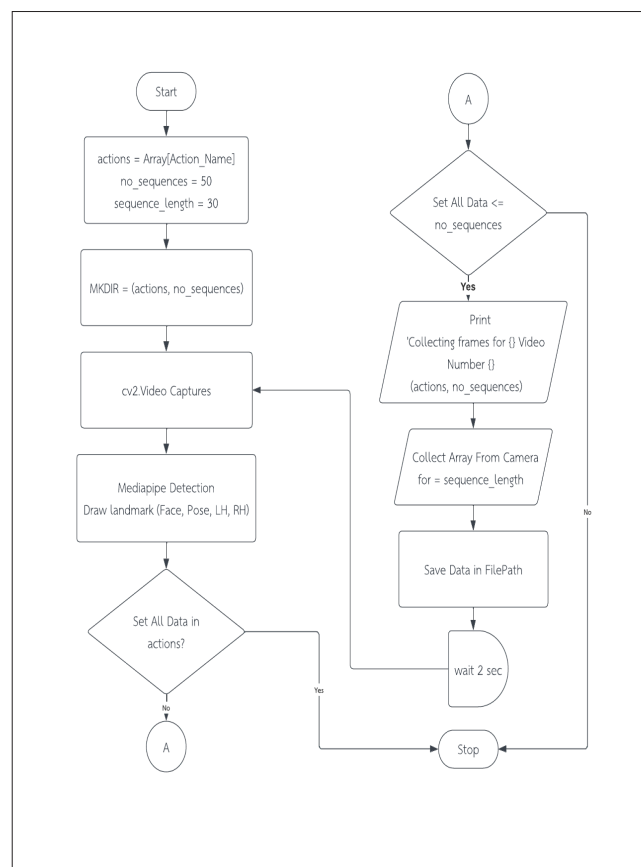 Start
actions = Array[Action_Name]
no_sequences = 50
sequence_length = 30
MKDIR = (actions, no_sequences)
cv2.Video Captures
Mediapipe Detection
Draw landmark (Face, Pose, LH, RH)
Set All Data in
actions?
No
Yes
A
A
Set All Data <=
no_sequences
Yes
No
Print
'Collecting frames for {} Video
Number {}
(actions, no_sequences)
Collect Array From Camera
for = sequence_length
Save Data in FilePath
wait 2 sec
Stop